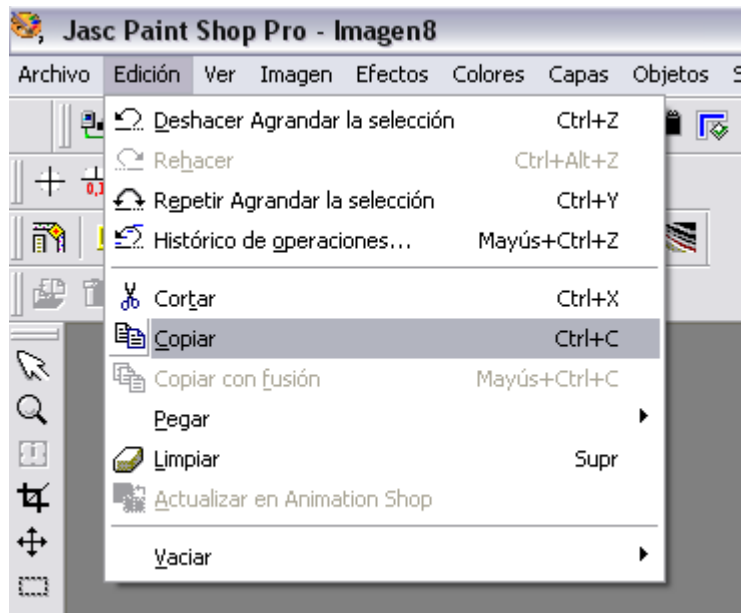 Jasc Paint Shop Pro - Imagen8
Archivo Edición Ver Imagen Efectos Colores Capas Objetos
Deshacer Agrandar la selección Ctrl+Z
Rehacer Ctrl+Alt+Z
Repetir Agrandar la selección Ctrl+Y
Histórico de operaciones... Mayús+Ctrl+Z
Cortar Ctrl+X
Copiar Ctrl+C
Copiar con fusión Mayús+Ctrl+C
Pegar
Limpiar Supr
Actualizar en Animation Shop
Vaciar